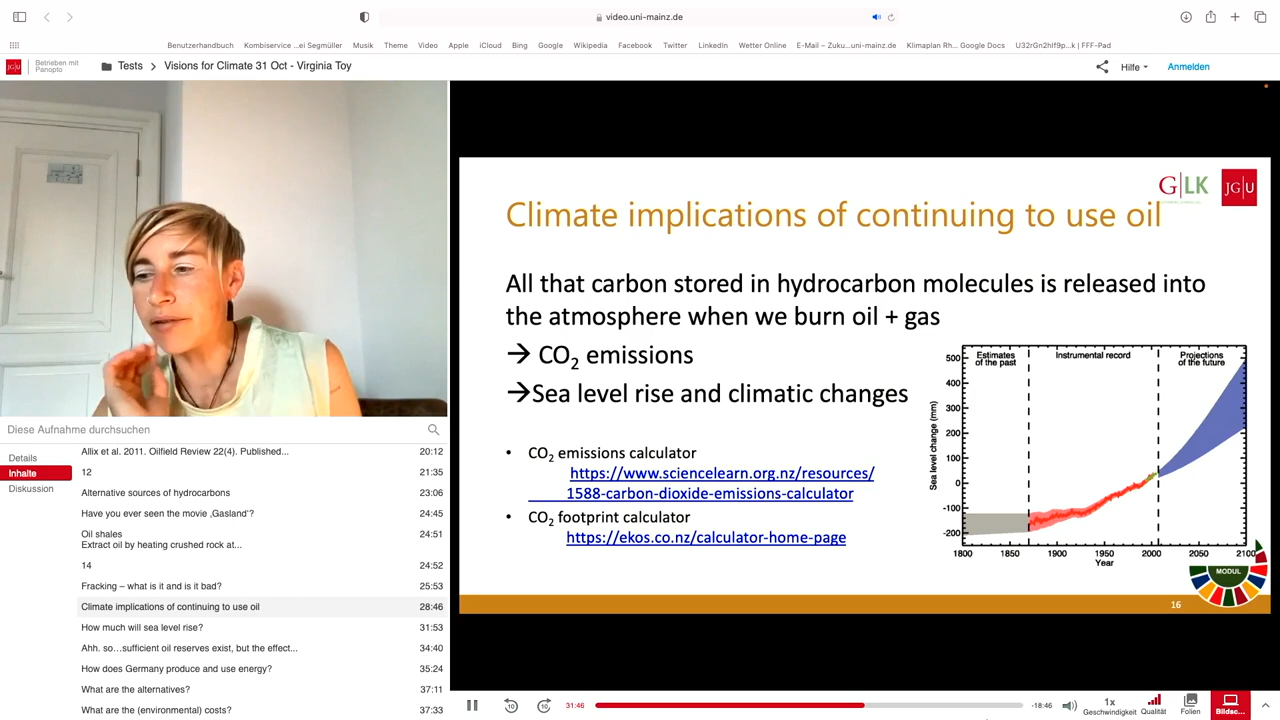 video.uni-mainz.de
Benutzerhandbuch Kombiservice ...ei Segmüller Musik Theme Video Apple iCloud Bing Google Wikipedia Facebook Twitter LinkedIn Wetter Online E-Mail – Zuku...uni-mainz.de Klimaplan Rh... Google Docs U32rGn2hlf9p...k | FFF-Pad
JG|U
Betrieben mit
Panopto
Tests
Visions for Climate 31 Oct - Virginia Toy
Hilfe
Anmelden
Diese Aufnahme durchsuchen
Details
Inhalte
Diskussion
Allix et al. 2011. Oilfield Review 22(4). Published... 20:12
12 21:35
Alternative sources of hydrocarbons 23:06
Have you ever seen the movie ‚Gasland'? 24:45
Oil shales 24:51
Extract oil by heating crushed rock at...
14 24:52
Fracking – what is it and is it bad? 25:53
Climate implications of continuing to use oil 28:46
How much will sea level rise? 31:53
Ahh. so…sufficient oil reserves exist, but the effect... 34:40
How does Germany produce and use energy? 35:24
What are the alternatives? 37:11
What are the (environmental) costs? 37:33
G|LK JG|U
Climate implications of continuing to use oil
All that carbon stored in hydrocarbon molecules is released into
the atmosphere when we burn oil + gas
→ CO₂ emissions
→Sea level rise and climatic changes
• CO₂ emissions calculator
https://www.sciencelearn.org.nz/resources/
1588-carbon-dioxide-emissions-calculator
• CO₂ footprint calculator
https://ekos.co.nz/calculator-home-page
Estimates
of the past
Instrumental record
Projections
of the future
Sea level change (mm)
500
400
300
200
100
0
-100
-200
1800 1850 1900 1950 2000 2050 2100
Year
MODUL
16
10
10
31:46
-18:46
1x
Geschwindigkeit
Qualität
Folien
Bildsc...